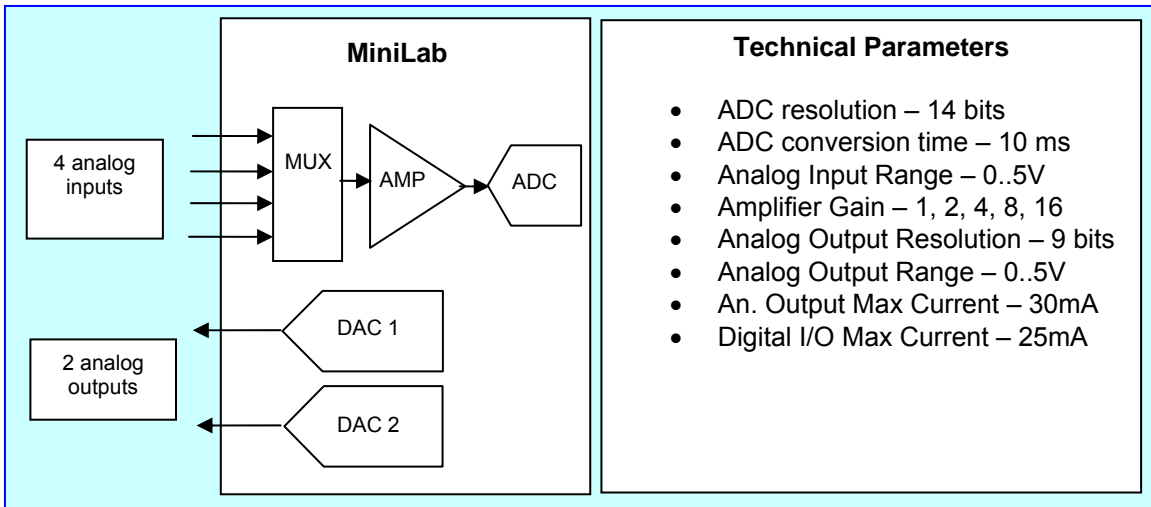 MiniLab
4 analog
inputs
MUX
AMP
ADC
DAC 1
2 analog
outputs
DAC 2
Technical Parameters
• ADC resolution – 14 bits
• ADC conversion time – 10 ms
• Analog Input Range – 0..5V
• Amplifier Gain – 1, 2, 4, 8, 16
• Analog Output Resolution – 9 bits
• Analog Output Range – 0..5V
• An. Output Max Current – 30mA
• Digital I/O Max Current – 25mA